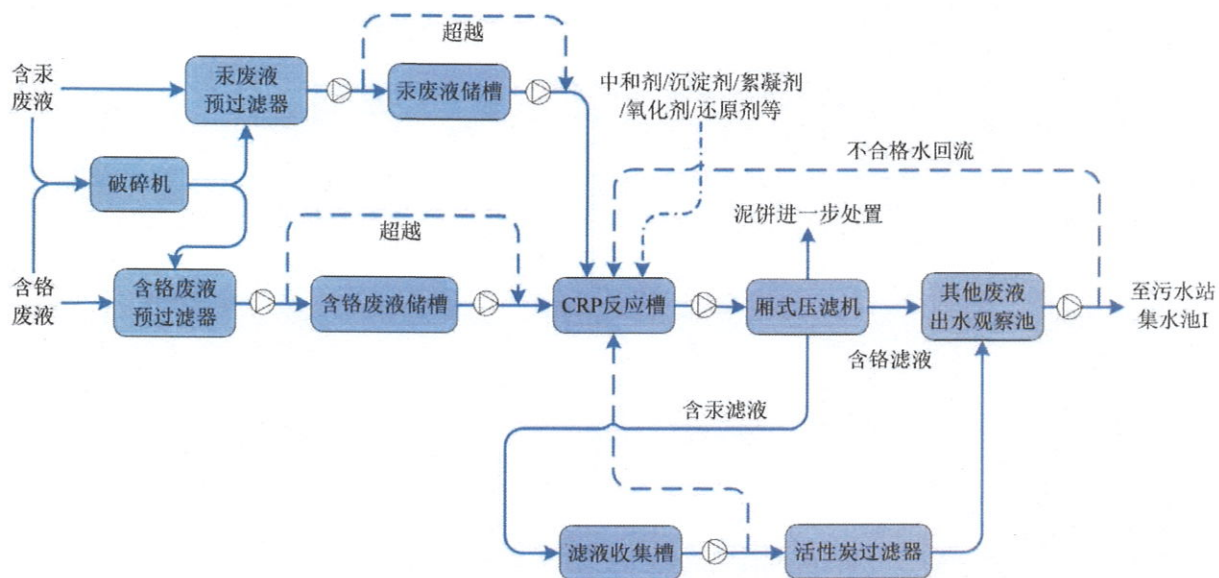 超越
含汞
废液
汞废液
预过滤器
汞废液储槽
中和剂/沉淀剂/絮凝剂
/氧化剂/还原剂等
不合格水回流
破碎机
泥饼进一步处置
超越
含铬
废液
含铬废液
预过滤器
含铬废液储槽
CRP反应槽
厢式压滤机
其他废液
出水观察池
至污水站
集水池I
含铬滤液
含汞滤液
滤液收集槽
活性炭过滤器